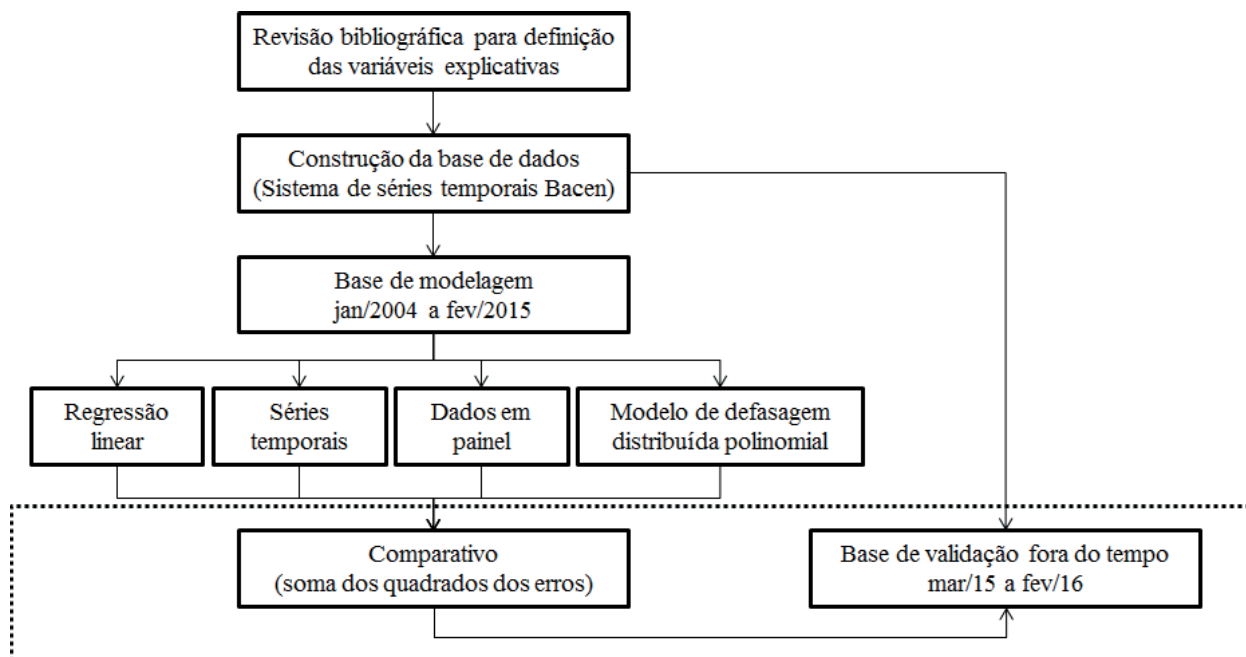 Revisão bibliográfica para definição
das variáveis explicativas
Construção da base de dados
(Sistema de séries temporais Bacen)
Base de modelagem
jan/2004 a fev/2015
Regressão
linear
Séries
temporais
Dados em
painel
Modelo de defasagem
distribuída polinomial
Comparativo
(soma dos quadrados dos erros)
Base de validação fora do tempo
mar/15 a fev/16